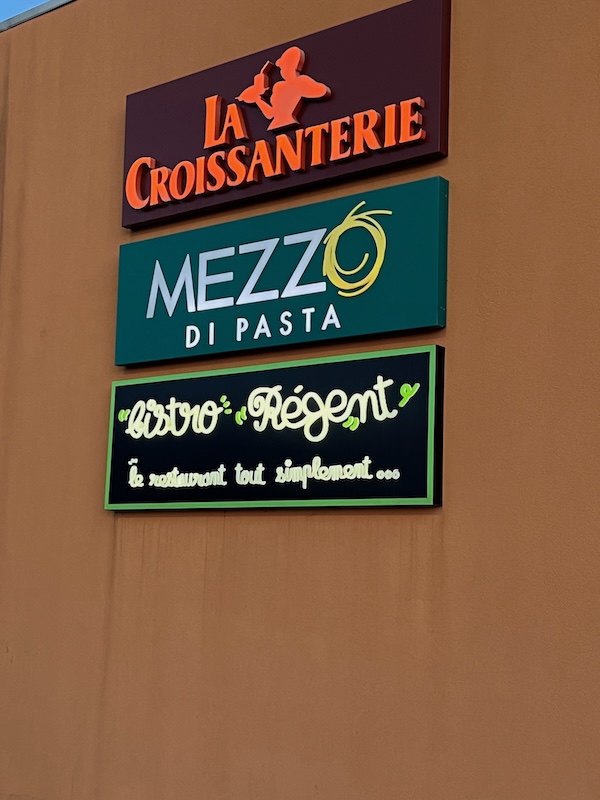 LA
CROISSANTERIE
MEZZO
DI PASTA
"Bistro" "Régent"
le restaurant tout simplement...